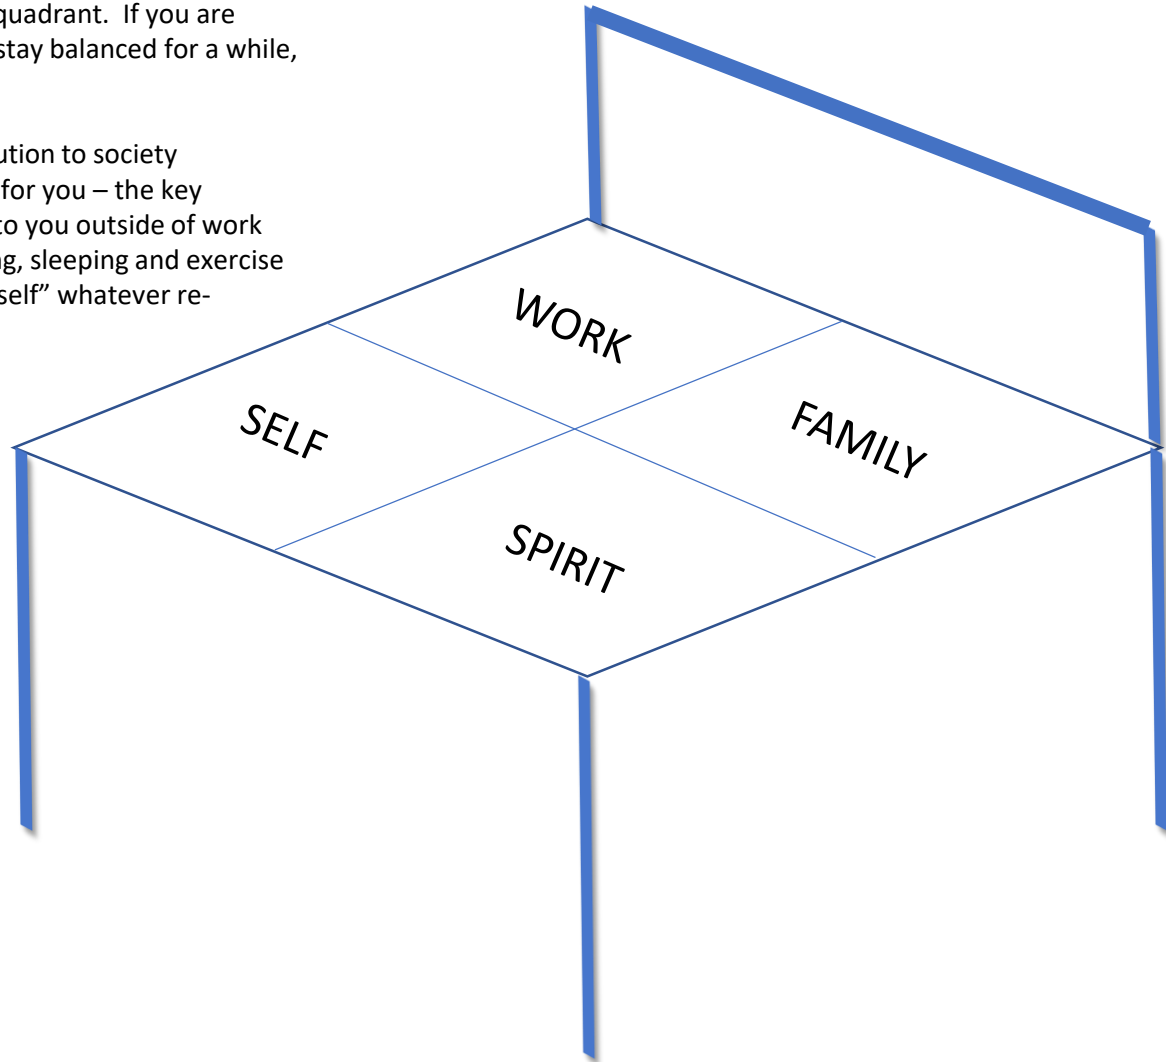 quadrant.  If you are
stay balanced for a while,
ution to society
for you – the key
to you outside of work
ng, sleeping and exercise
self” whatever re-
WORK
FAMILY
SELF
SPIRIT